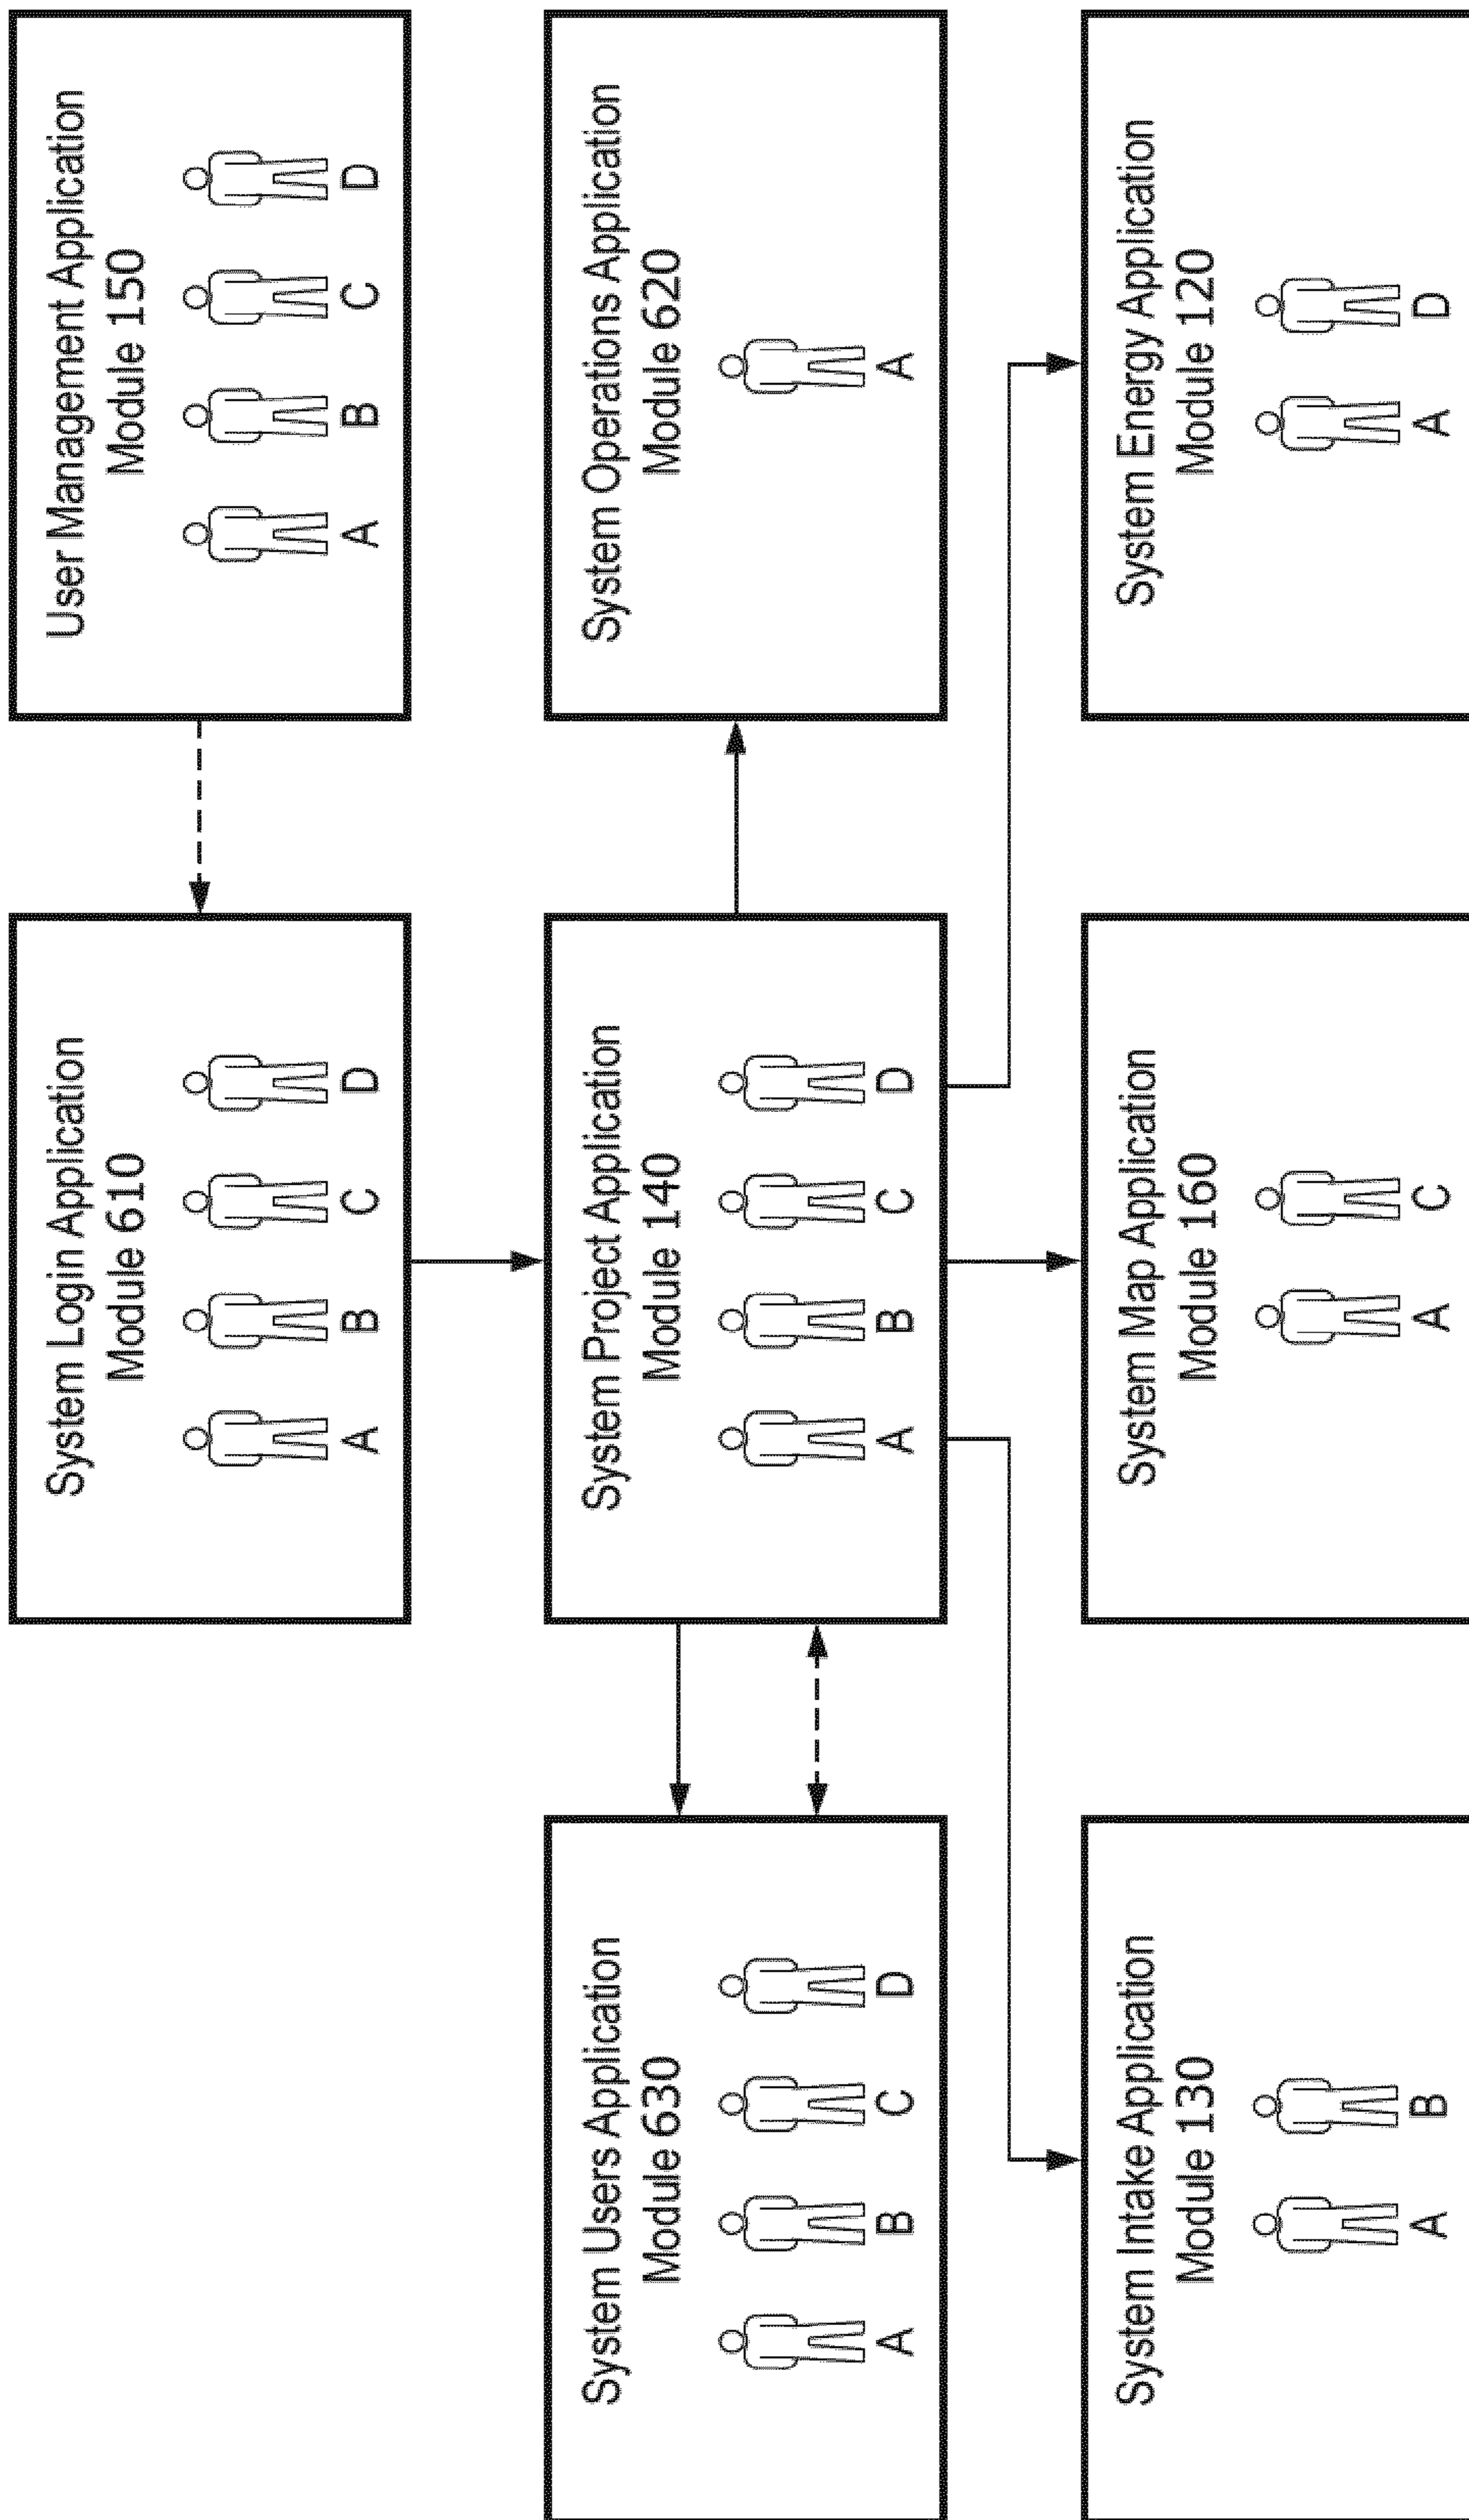 System Login Application
Module 610
A B C D
User Management Application
Module 150
A B C D
System Users Application
Module 630
A B C D
System Project Application
Module 140
A B C D
System Operations Application
Module 620
A
System Intake Application
Module 130
A B
System Map Application
Module 160
A C
System Energy Application
Module 120
A D